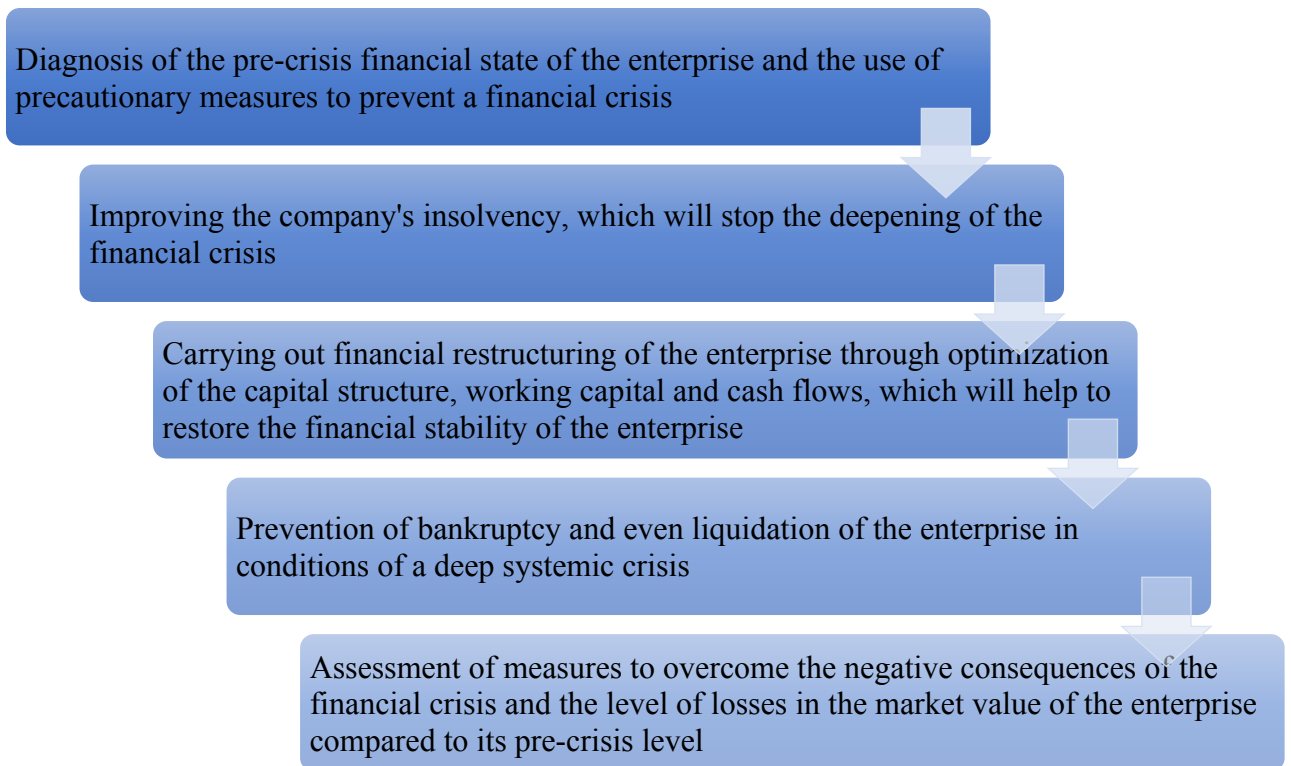 Diagnosis of the pre-crisis financial state of the enterprise and the use of
precautionary measures to prevent a financial crisis
Improving the company's insolvency, which will stop the deepening of the
financial crisis
Carrying out financial restructuring of the enterprise through optimization
of the capital structure, working capital and cash flows, which will help to
restore the financial stability of the enterprise
Prevention of bankruptcy and even liquidation of the enterprise in
conditions of a deep systemic crisis
Assessment of measures to overcome the negative consequences of the
financial crisis and the level of losses in the market value of the enterprise
compared to its pre-crisis level